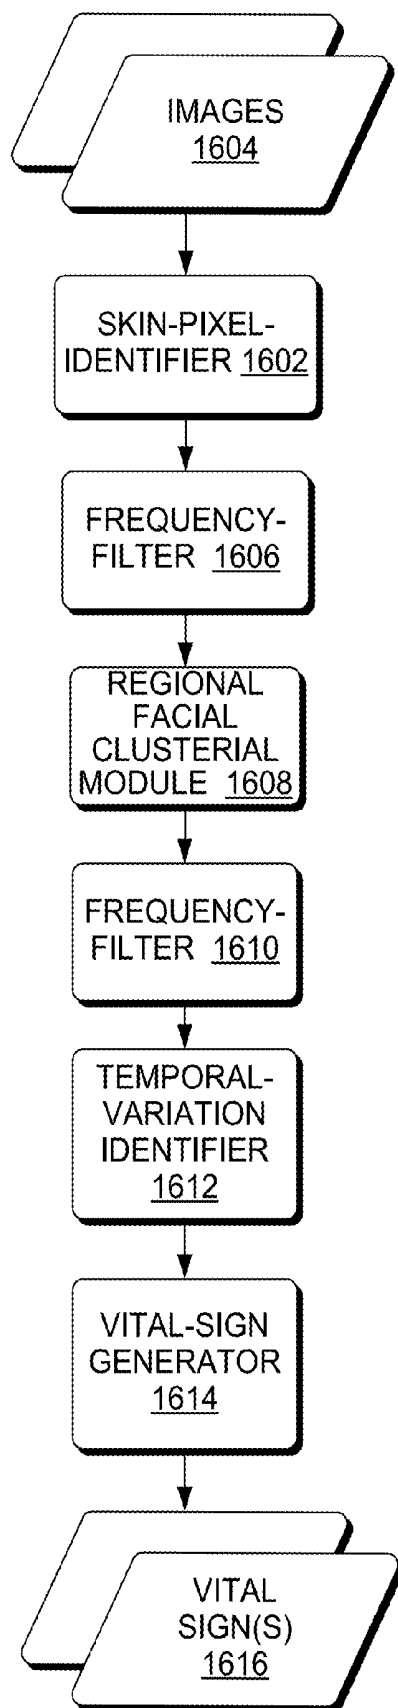 IMAGES
1604
SKIN-PIXEL-
IDENTIFIER 1602
FREQUENCY-
FILTER 1606
REGIONAL
FACIAL
CLUSTERIAL
MODULE 1608
FREQUENCY-
FILTER 1610
TEMPORAL-
VARIATION
IDENTIFIER
1612
VITAL-SIGN
GENERATOR
1614
VITAL
SIGN(S)
1616